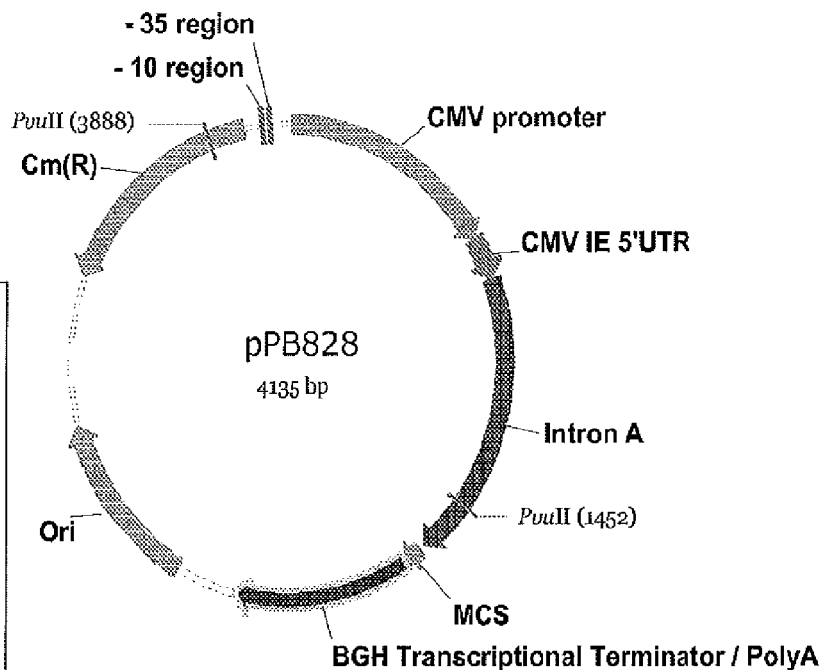 - 35 region
- 10 region
PvuII (3888)
Cm(R)
CMV promoter
CMV IE 5'UTR
pPB828
4135 bp
Intron A
PvuII (1452)
Ori
MCS
BGH Transcriptional Terminator / PolyA